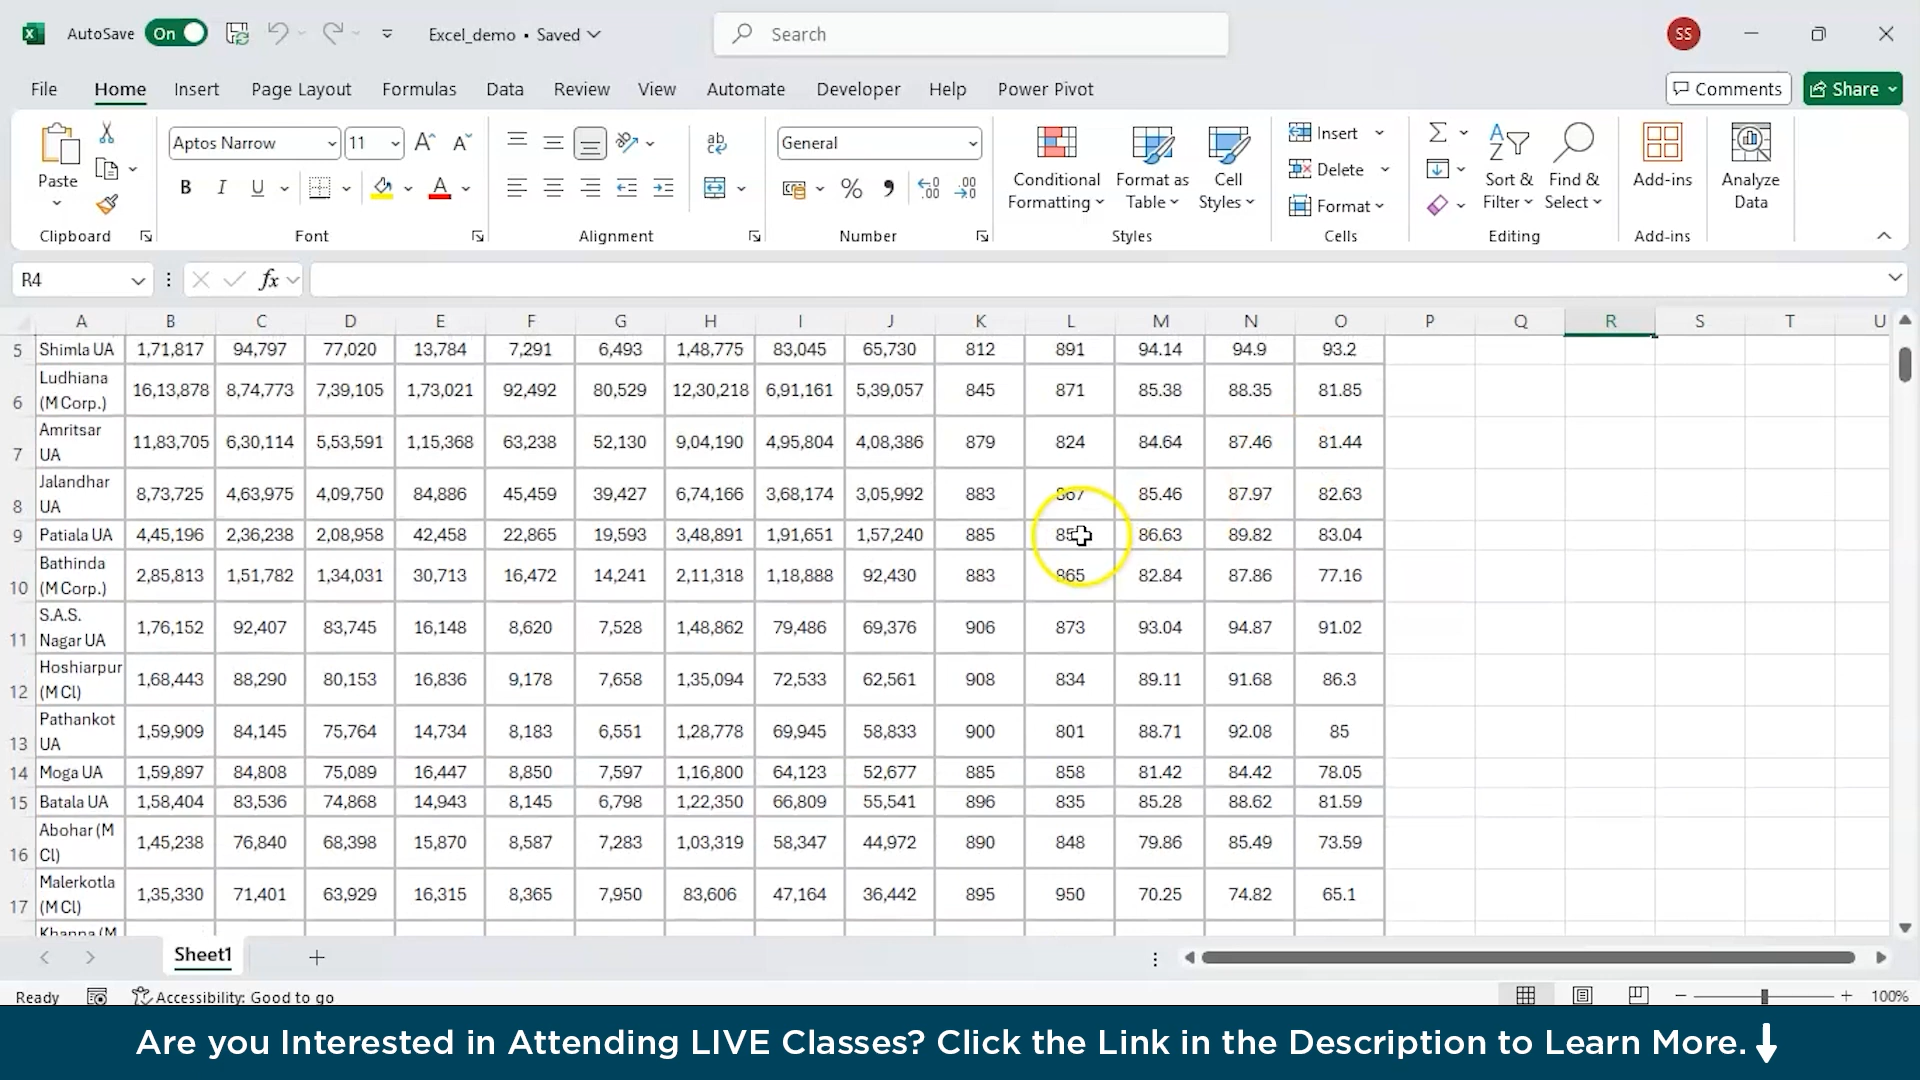 AutoSave On Excel_demo • Saved Search SS
File Home Insert Page Layout Formulas Data Review View Automate Developer Help Power Pivot Comments Share
Paste
Clipboard
Aptos Narrow 11
B I U A
Font
Alignment
General
% 9
Number
Conditional Formatting
Format as Table
Cell Styles
Styles
Insert
Delete
Format
Cells
Sort & Filter
Find & Select
Editing
Add-ins
Add-ins
Analyze Data
R4 fx
A B C D E F G H I J K L M N O P Q R S T U
5 Shimla UA 1,71,817 94,797 77,020 13,784 7,291 6,493 1,48,775 83,045 65,730 812 891 94.14 94.9 93.2
6 Ludhiana (M Corp.) 16,13,878 8,74,773 7,39,105 1,73,021 92,492 80,529 12,30,218 6,91,161 5,39,057 845 871 85.38 88.35 81.85
7 Amritsar UA 11,83,705 6,30,114 5,53,591 1,15,368 63,238 52,130 9,04,190 4,95,804 4,08,386 879 824 84.64 87.46 81.44
8 Jalandhar UA 8,73,725 4,63,975 4,09,750 84,886 45,459 39,427 6,74,166 3,68,174 3,05,992 883 867 85.46 87.97 82.63
9 Patiala UA 4,45,196 2,36,238 2,08,958 42,458 22,865 19,593 3,48,891 1,91,651 1,57,240 885 86.63 89.82 83.04
10 Bathinda (M Corp.) 2,85,813 1,51,782 1,34,031 30,713 16,472 14,241 2,11,318 1,18,888 92,430 883 865 82.84 87.86 77.16
11 S.A.S. Nagar UA 1,76,152 92,407 83,745 16,148 8,620 7,528 1,48,862 79,486 69,376 906 873 93.04 94.87 91.02
12 Hoshiarpur (M Cl) 1,68,443 88,290 80,153 16,836 9,178 7,658 1,35,094 72,533 62,561 908 834 89.11 91.68 86.3
13 Pathankot UA 1,59,909 84,145 75,764 14,734 8,183 6,551 1,28,778 69,945 58,833 900 801 88.71 92.08 85
14 Moga UA 1,59,897 84,808 75,089 16,447 8,850 7,597 1,16,800 64,123 52,677 885 858 81.42 84.42 78.05
15 Batala UA 1,58,404 83,536 74,868 14,943 8,145 6,798 1,22,350 66,809 55,541 896 835 85.28 88.62 81.59
16 Abohar (M Cl) 1,45,238 76,840 68,398 15,870 8,587 7,283 1,03,319 58,347 44,972 890 848 79.86 85.49 73.59
17 Malerkotla (M Cl) 1,35,330 71,401 63,929 16,315 8,365 7,950 83,606 47,164 36,442 895 950 70.25 74.82 65.1
Khanna (M
Sheet1
Ready Accessibility: Good to go 100%
Are you Interested in Attending LIVE Classes? Click the Link in the Description to Learn More.